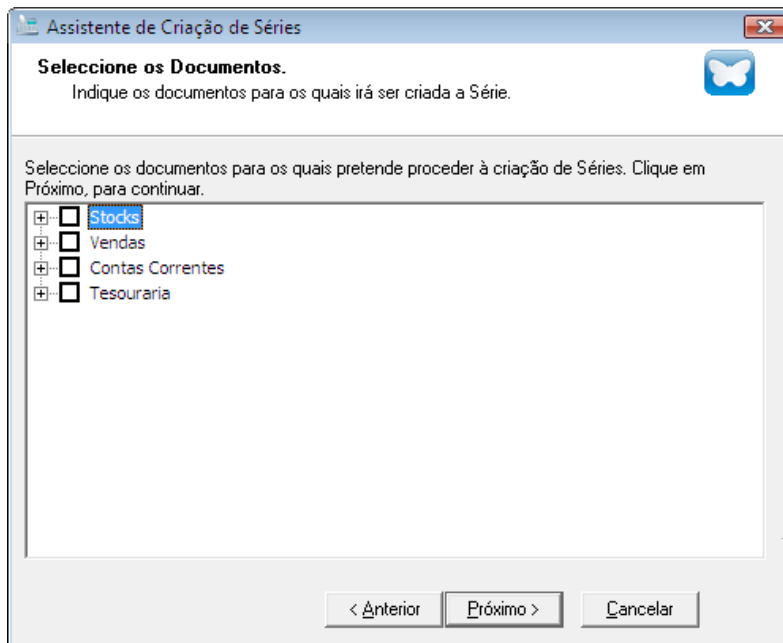 Assistente de Criação de Séries
Seleccione os Documentos.
Indique os documentos para os quais irá ser criada a Série.
Seleccione os documentos para os quais pretende proceder à criação de Séries. Clique em
Próximo, para continuar.
Stocks
Vendas
Contas Correntes
Tesouraria
< Anterior Próximo > Cancelar